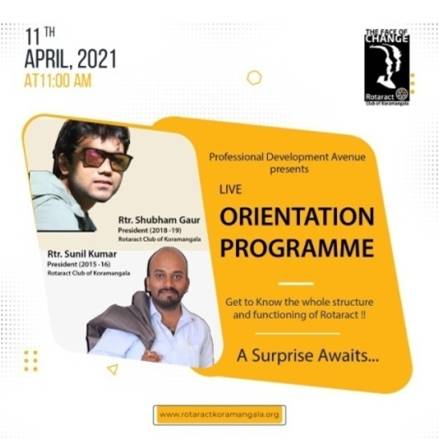 11 TH
APRIL, 2021
AT11:00 AM
THE FACE OF
CHANGE
Rotaract
Club of Koramangala
Professional Development Avenue
presents
LIVE
ORIENTATION
PROGRAMME
Rtr. Shubham Gaur
President (2018 -19)
Rotaract Club of Koramangala
Rtr. Sunil Kumar
President (2015 -16)
Rotaract Club of Koramangala
Get to Know the whole structure
and functioning of Rotaract !!
A Surprise Awaits...
www.rotaractkoramangala.org